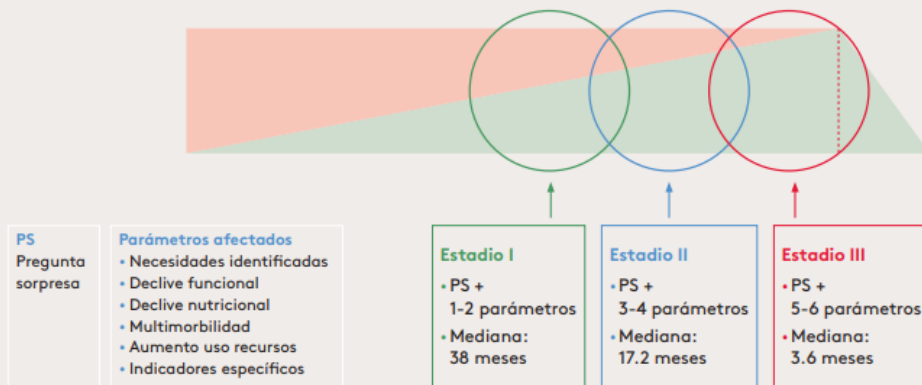 PS
Pregunta
sorpresa
Parámetros afectados
• Necesidades identificadas
• Declive funcional
• Declive nutricional
• Multimorbilidad
• Aumento uso recursos
• Indicadores específicos
Estadio I
• PS +
1-2 parámetros
• Mediana:
38 meses
Estadio II
• PS +
3-4 parámetros
• Mediana:
17.2 meses
Estadio III
• PS +
5-6 parámetros
• Mediana:
3.6 meses